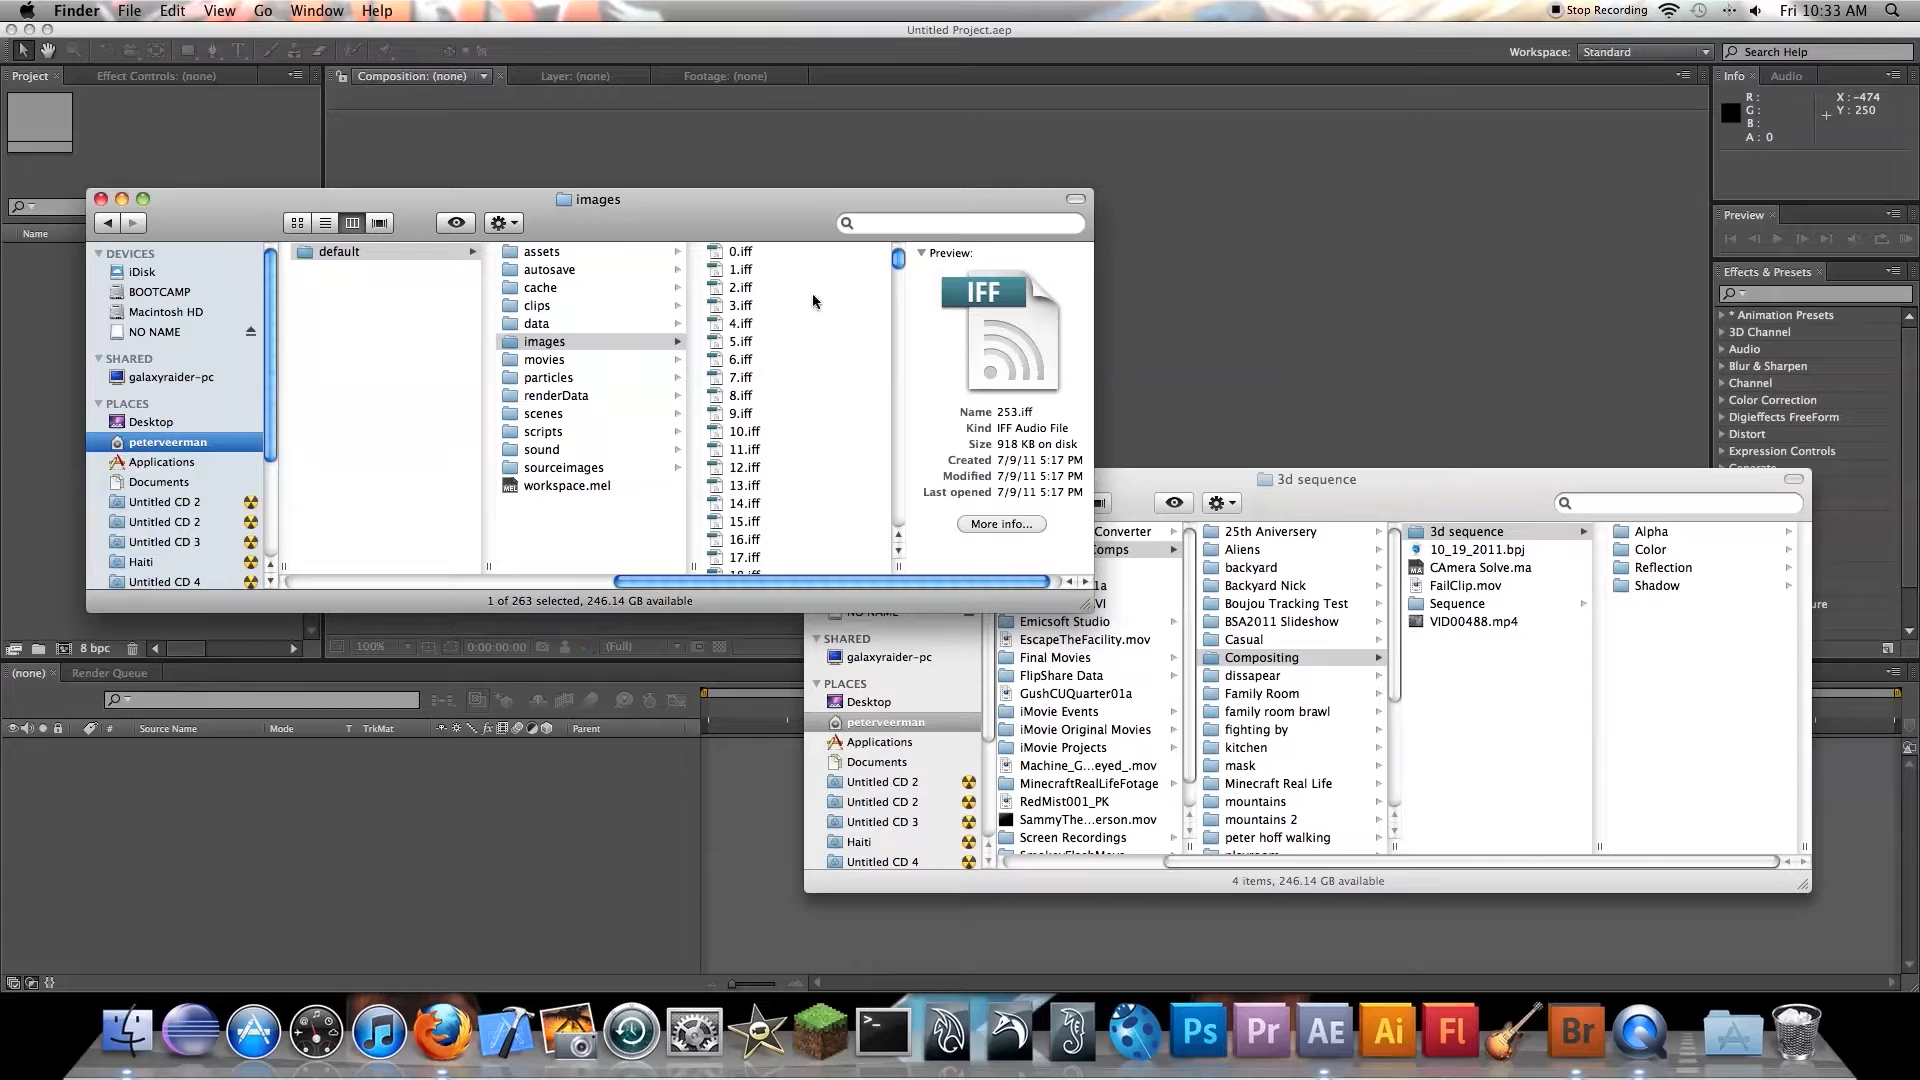 Finder File Edit View Go Window Help
Stop Recording Fri 10:33 AM
Untitled Project.aep
Workspace: Standard Search Help
Project Effect Controls: (none) Composition: (none) Layer: (none) Footage: (none) Info Audio
R: X: -474
G: Y: 250
B:
A: 0
Name
Preview
Effects & Presets
* Animation Presets
3D Channel
Audio
Blur & Sharpen
Channel
Color Correction
Digieffects FreeForm
Distort
Expression Controls
images
DEVICES
iDisk
BOOTCAMP
Macintosh HD
NO NAME
SHARED
galaxyraider-pc
PLACES
Desktop
peterveerman
Applications
Documents
Untitled CD 2
Untitled CD 2
Untitled CD 3
Haiti
Untitled CD 4
default
assets
autosave
cache
clips
data
images
movies
particles
renderData
scenes
scripts
sound
sourceimages
workspace.mel
0.iff
1.iff
2.iff
3.iff
4.iff
5.iff
6.iff
7.iff
8.iff
9.iff
10.iff
11.iff
12.iff
13.iff
14.iff
15.iff
16.iff
17.iff
Preview:
IFF
Name 253.iff
Kind IFF Audio File
Size 918 KB on disk
Created 7/9/11 5:17 PM
Modified 7/9/11 5:17 PM
Last opened 7/9/11 5:17 PM
More info...
1 of 263 selected, 246.14 GB available
3d sequence
SHARED
galaxyraider-pc
PLACES
Desktop
peterveerman
Applications
Documents
Untitled CD 2
Untitled CD 2
Untitled CD 3
Haiti
Untitled CD 4
Converter
Comps
Emicsoft Studio
EscapeTheFacility.mov
Final Movies
FlipShare Data
GushCUQuarter01a
iMovie Events
iMovie Original Movies
iMovie Projects
Machine_G...eyed_.mov
MinecraftRealLifeFotage
RedMist001_PK
SammyThe...erson.mov
Screen Recordings
25th Aniversery
Aliens
backyard
Backyard Nick
Boujou Tracking Test
BSA2011 Slideshow
Casual
Compositing
dissapear
Family Room
family room brawl
fighting by
kitchen
mask
Minecraft Real Life
mountains
mountains 2
peter hoff walking
3d sequence
10_19_2011.bpj
CAmera Solve.ma
FailClip.mov
Sequence
VID00488.mp4
Alpha
Color
Reflection
Shadow
4 items, 246.14 GB available
8 bpc 100% 0:00:00:00 (Full)
(none) Render Queue
# Source Name Mode T TrkMat fx Parent
Ps Pr AE Ai Fl Br